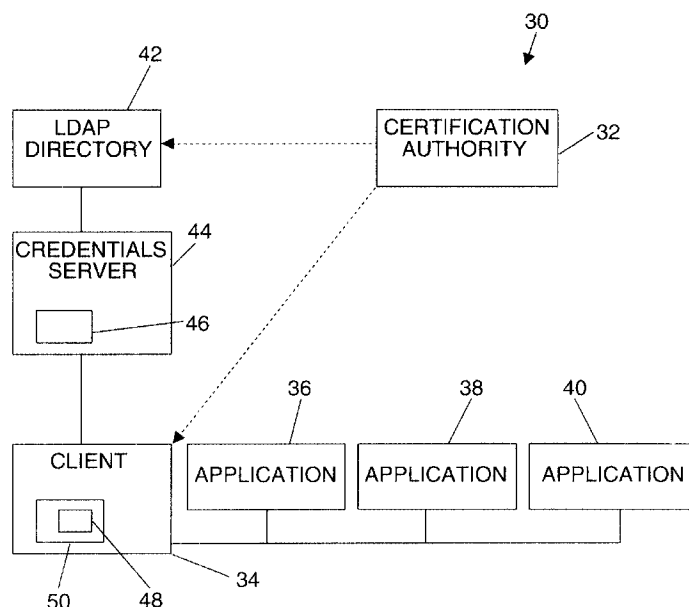 30
42
LDAP
DIRECTORY
CERTIFICATION
AUTHORITY
32
44
CREDENTIALS
SERVER
46
36
38
40
CLIENT
APPLICATION
APPLICATION
APPLICATION
50
48
34